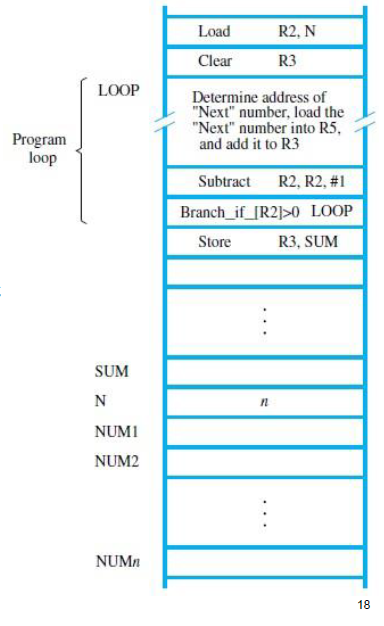 Load R2, N
Clear R3
LOOP
Determine address of
"Next" number, load the
"Next" number into R5,
and add it to R3
Program
loop
Subtract R2, R2, #1
Branch_if_[R2]>0 LOOP
Store R3, SUM
SUM
N n
NUM1
NUM2
NUMn
18